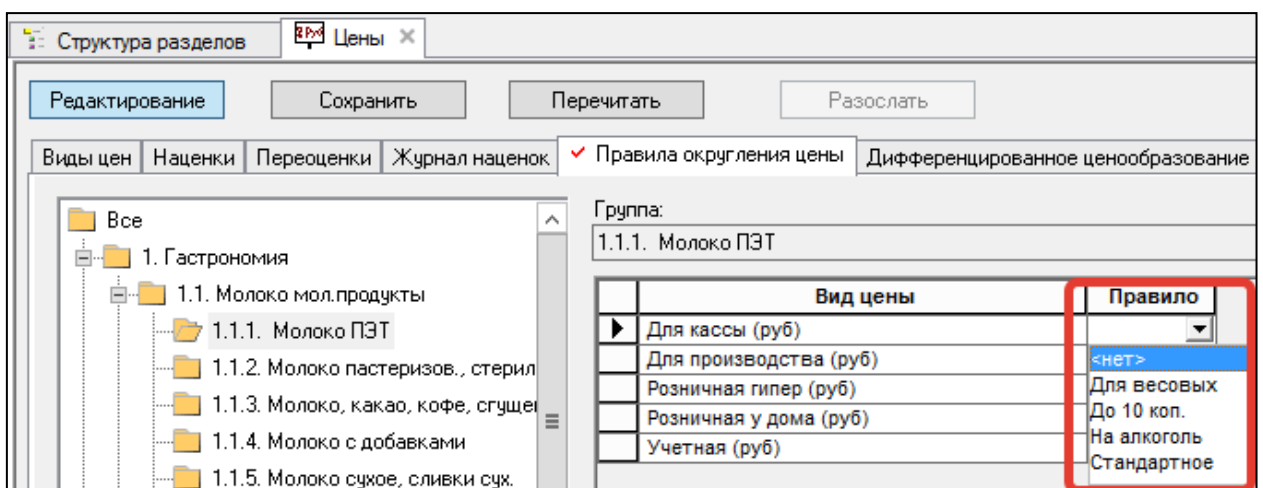 Структура разделов Цены
Редактирование Сохранить Перечитать Разослать
Виды цен Наценки Переоценки Журнал наценок Правила округления цены Дифференцированное ценообразование
Все
1. Гастрономия
1.1. Молоко мол.продукты
1.1.1. Молоко ПЭТ
1.1.2. Молоко пастеризов., стерил
1.1.3. Молоко, какао, кофе, сгуще
1.1.4. Молоко с добавками
1.1.5. Молоко сухое, сливки сух.
Группа:
1.1.1. Молоко ПЭТ
Вид цены Правило
Для кассы (руб)
Для производства (руб)
Розничная гипер (руб)
Розничная у дома (руб)
Учетная (руб)
<нет>
Для весовых
До 10 коп.
На алкоголь
Стандартное